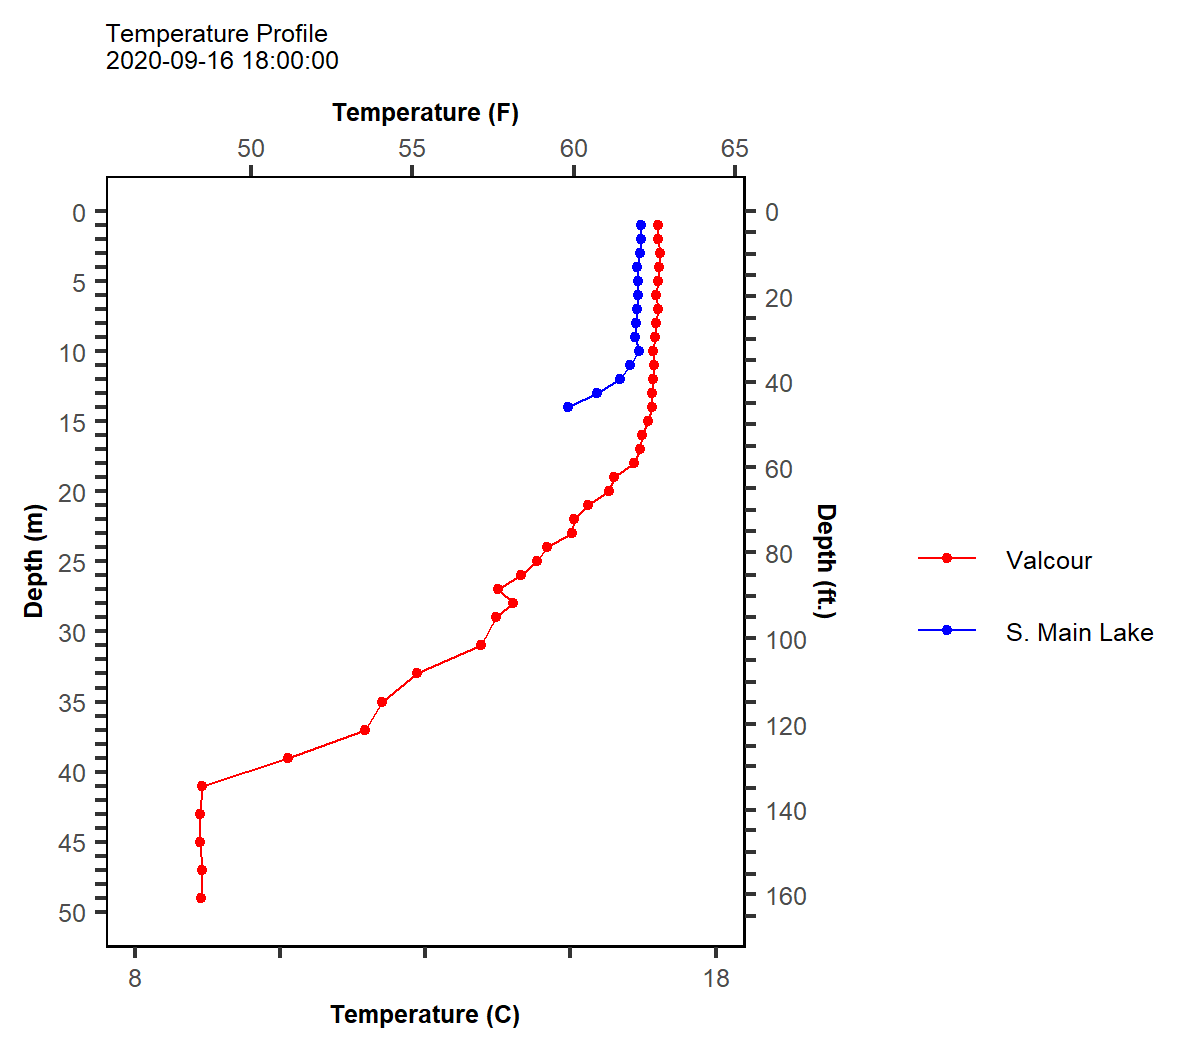 Temperature Profile
2020-09-16 18:00:00
Temperature (F)
50 55 60 65
0
5
10
15
20
25
30
35
40
45
50
Depth (m)
0
20
40
60
80
100
120
140
160
Depth (ft.)
Valcour
S. Main Lake
8 18
Temperature (C)